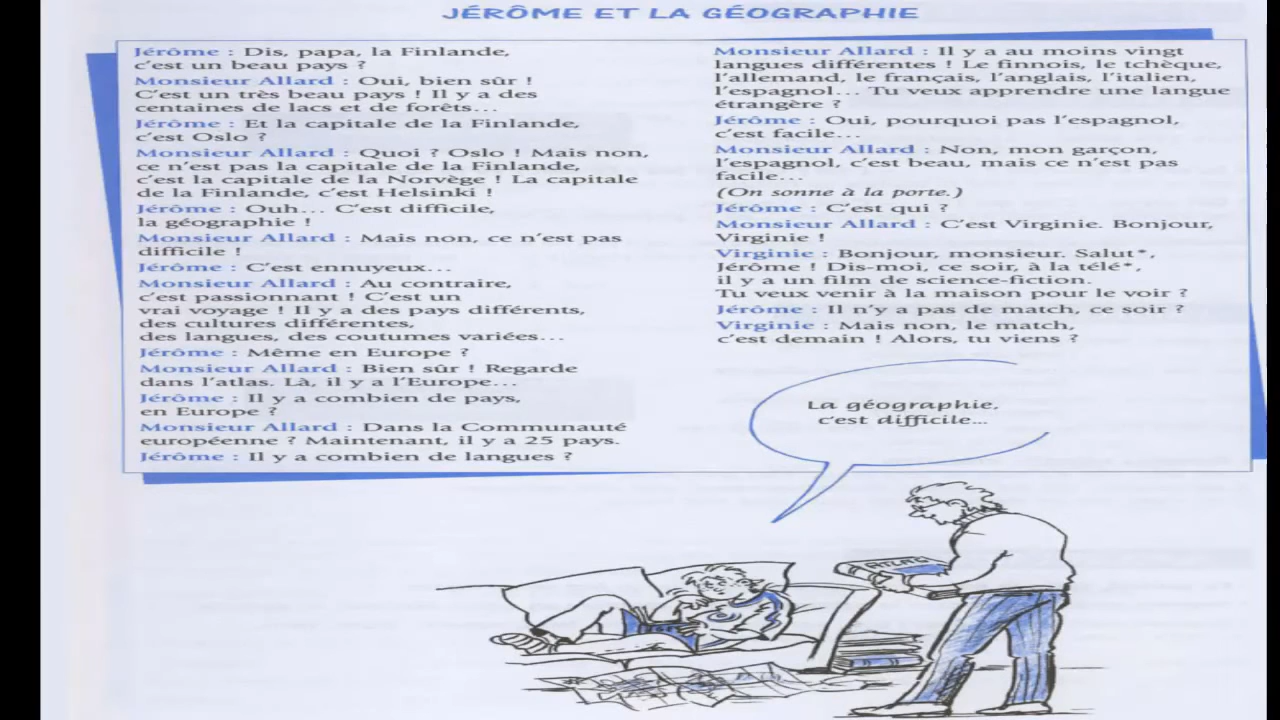 JÉRÔME ET LA GÉOGRAPHIE
Jérôme : Dis, papa, la Finlande,
c'est un beau pays ?
Monsieur Allard : Oui, bien sûr !
C'est un très beau pays ! Il y a des
centaines de lacs et de forêts...
Jérôme : Et la capitale de la Finlande,
c'est Oslo ?
Monsieur Allard : Quoi ? Oslo ! Mais non,
ce n'est pas la capitale de la Finlande,
c'est la capitale de la Norvège ! La capitale
de la Finlande, c'est Helsinki !
Jérôme : Ouh... C'est difficile,
la géographie !
Monsieur Allard : Mais non, ce n'est pas
difficile !
Jérôme : C'est ennuyeux...
Monsieur Allard : Au contraire,
c'est passionnant ! C'est un
vrai voyage ! Il y a des pays différents,
des cultures différentes,
des langues, des coutumes variées...
Jérôme : Même en Europe ?
Monsieur Allard : Bien sûr ! Regarde
dans l'atlas. Là, il y a l'Europe...
Jérôme : Il y a combien de pays,
en Europe ?
Monsieur Allard : Dans la Communauté
européenne ? Maintenant, il y a 25 pays.
Jérôme : Il y a combien de langues ?
Monsieur Allard : Il y a au moins vingt
langues différentes ! Le finnois, le tchèque,
l'allemand, le français, l'anglais, l'italien,
l'espagnol... Tu veux apprendre une langue
étrangère ?
Jérôme : Oui, pourquoi pas l'espagnol,
c'est facile...
Monsieur Allard : Non, mon garçon,
l'espagnol, c'est beau, mais ce n'est pas
facile...
(On sonne à la porte.)
Jérôme : C'est qui ?
Monsieur Allard : C'est Virginie. Bonjour,
Virginie !
Virginie : Bonjour, monsieur. Salut*,
Jérôme ! Dis-moi, ce soir, à la télé*,
il y a un film de science-fiction.
Tu veux venir à la maison pour le voir ?
Jérôme : Il n'y a pas de match, ce soir ?
Virginie : Mais non, le match,
c'est demain ! Alors, tu viens ?
La géographie,
c'est difficile...
ATLAS